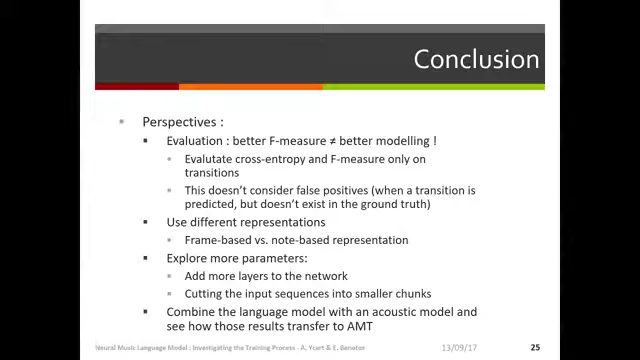 Conclusion
Perspectives :
Evaluation : better F-measure ≠ better modelling !
Evalutate cross-entropy and F-measure only on
transitions
This doesn't consider false positives (when a transition is
predicted, but doesn't exist in the ground truth)
Use different representations
Frame-based vs. note-based representation
Explore more parameters:
Add more layers to the network
Cutting the input sequences into smaller chunks
Combine the language model with an acoustic model and
see how those results transfer to AMT
Neural Music Language Model : Investigating the Training Process - A. Ycart & E. Benetos
13/09/17
25